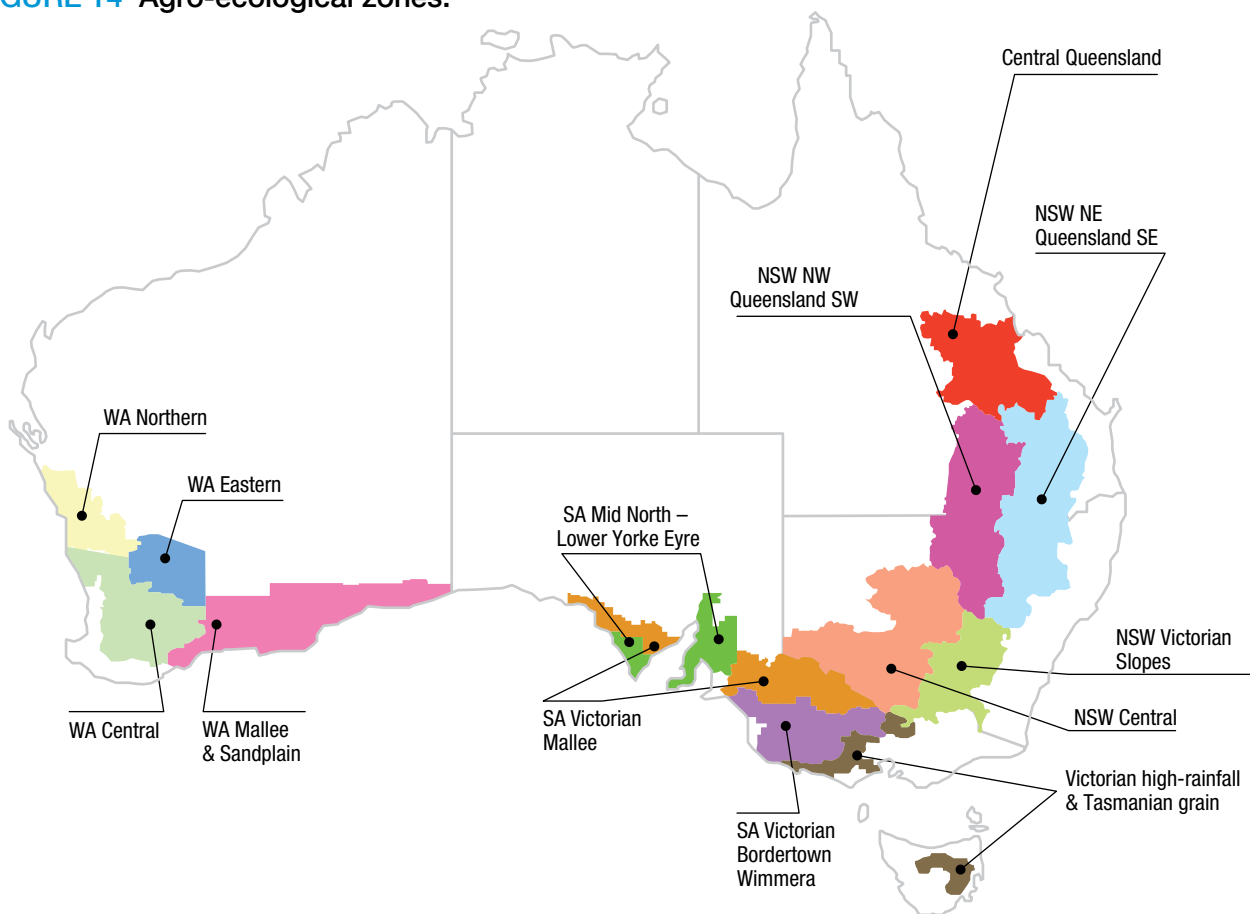 GURE 14 Agro-ecological zones.
Central Queensland
NSW NE
Queensland SE
NSW NW
Queensland SW
WA Northern
WA Eastern
SA Mid North –
Lower Yorke Eyre
NSW Victorian
Slopes
WA Central
WA Mallee
& Sandplain
SA Victorian
Mallee
NSW Central
Victorian high-rainfall
& Tasmanian grain
SA Victorian
Bordertown
Wimmera